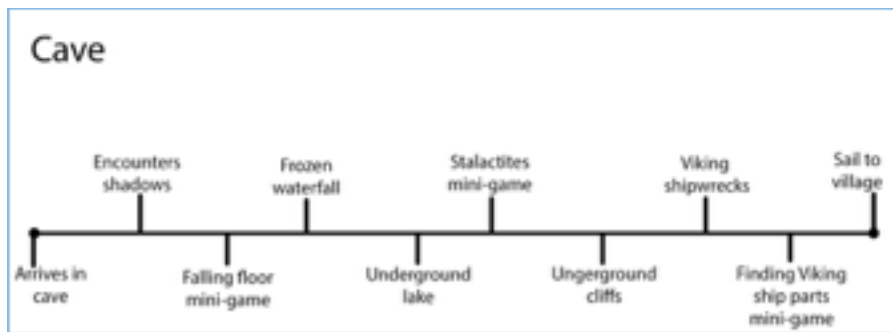 Cave
Encounters
shadows
Frozen
waterfall
Stalactites
mini-game
Viking
shipwrecks
Sail to
village
Arrives in
cave
Falling floor
mini-game
Underground
lake
Ungerground
cliffs
Finding Viking
ship parts
mini-game